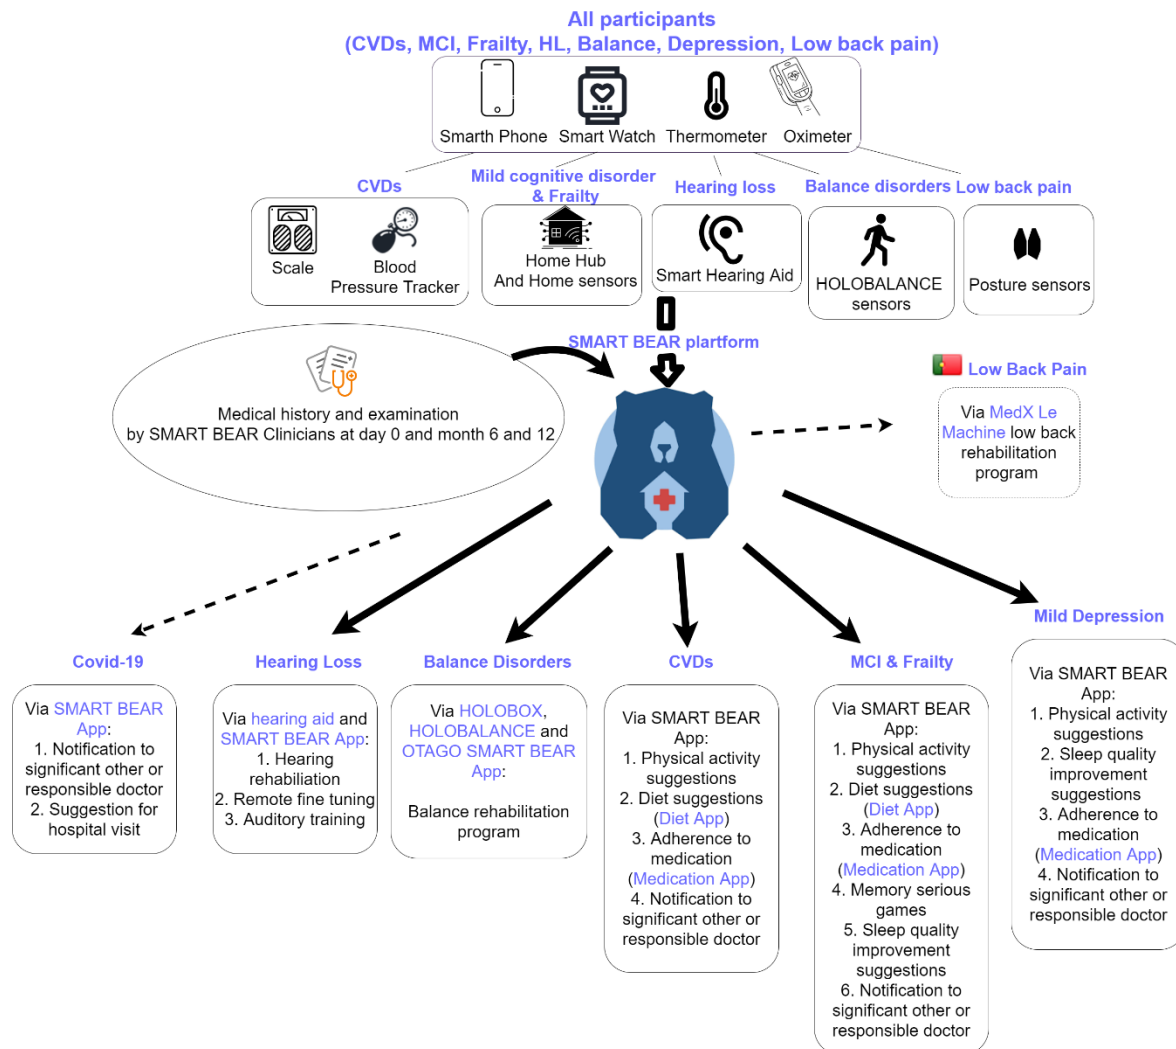 All participants
(CVDs, MCI, Frailty, HL, Balance, Depression, Low back pain)
Smarth Phone
Smart Watch
Thermometer
Oximeter
CVDs
Scale
Blood
Pressure Tracker
Mild cognitive disorder
& Frailty
Home Hub
And Home sensors
Hearing loss
Smart Hearing Aid
Balance disorders
HOLOBALANCE
sensors
Low back pain
Posture sensors
SMART BEAR plartform
Medical history and examination
by SMART BEAR Clinicians at day 0 and month 6 and 12
Low Back Pain
Via MedX Le
Machine low back
rehabilitation
program
Covid-19
Via SMART BEAR
App:
1. Notification to
significant other or
responsible doctor
2. Suggestion for
hospital visit
Hearing Loss
Via hearing aid and
SMART BEAR App:
1. Hearing
rehabiliation
2. Remote fine tuning
3. Auditory training
Balance Disorders
Via HOLOBOX,
HOLOBALANCE and
OTAGO SMART BEAR
App:
Balance rehabilitation
program
CVDs
Via SMART BEAR
App:
1. Physical activity
suggestions
2. Diet suggestions
(Diet App)
3. Adherence to
medication
(Medication App)
4. Notification to
significant other or
responsible doctor
MCI & Frailty
Via SMART BEAR
App:
1. Physical activity
suggestions
2. Diet suggestions
(Diet App)
3. Adherence to
medication
(Medication App)
4. Memory serious
games
5. Sleep quality
improvement
suggestions
6. Notification to
significant other or
responsible doctor
Mild Depression
Via SMART BEAR
App:
1. Physical activity
suggestions
2. Sleep quality
improvement
suggestions
3. Adherence to
medication
(Medication App)
4. Notification to
significant other or
responsible doctor